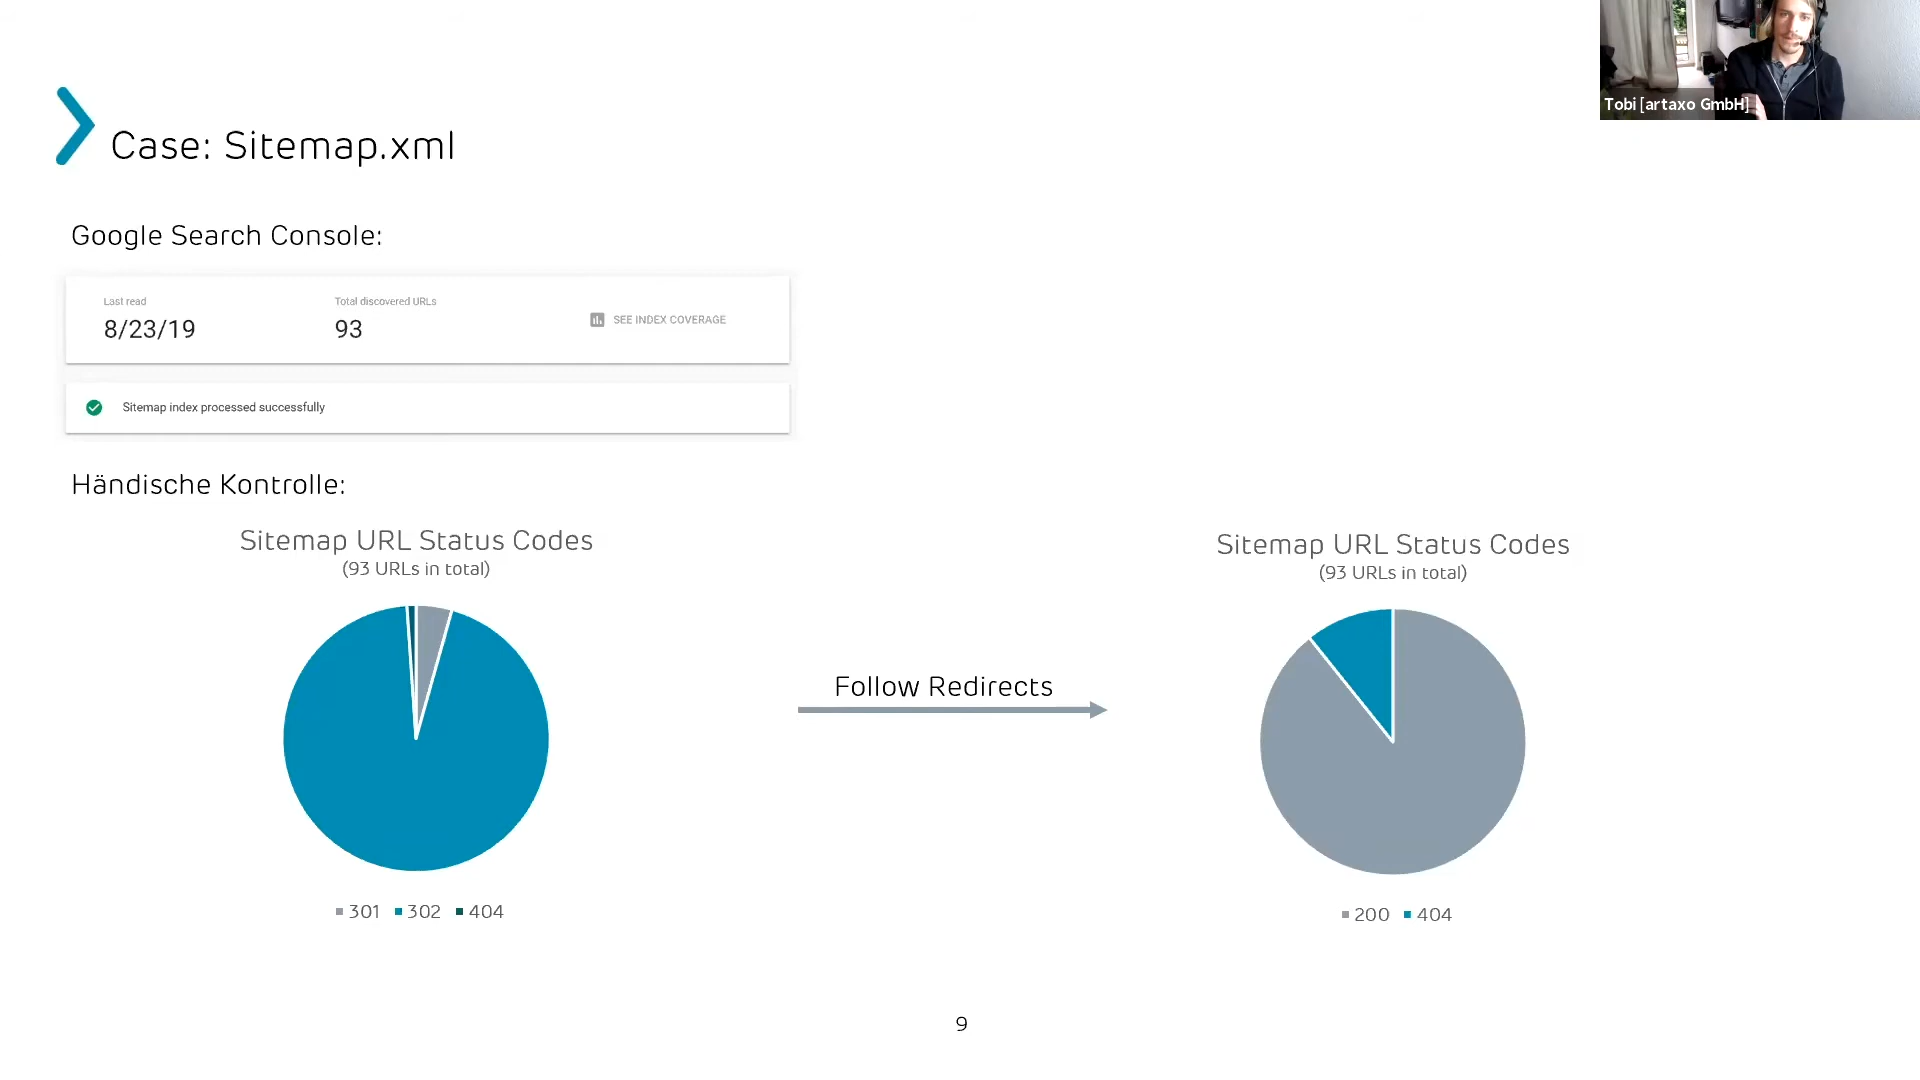 Tobi [artaxo GmbH]
Case: Sitemap.xml
Google Search Console:
Last read
8/23/19
Total discovered URLs
93
SEE INDEX COVERAGE
Sitemap index processed successfully
Händische Kontrolle:
Sitemap URL Status Codes
(93 URLs in total)
301 302 404
Follow Redirects
Sitemap URL Status Codes
(93 URLs in total)
200 404
9